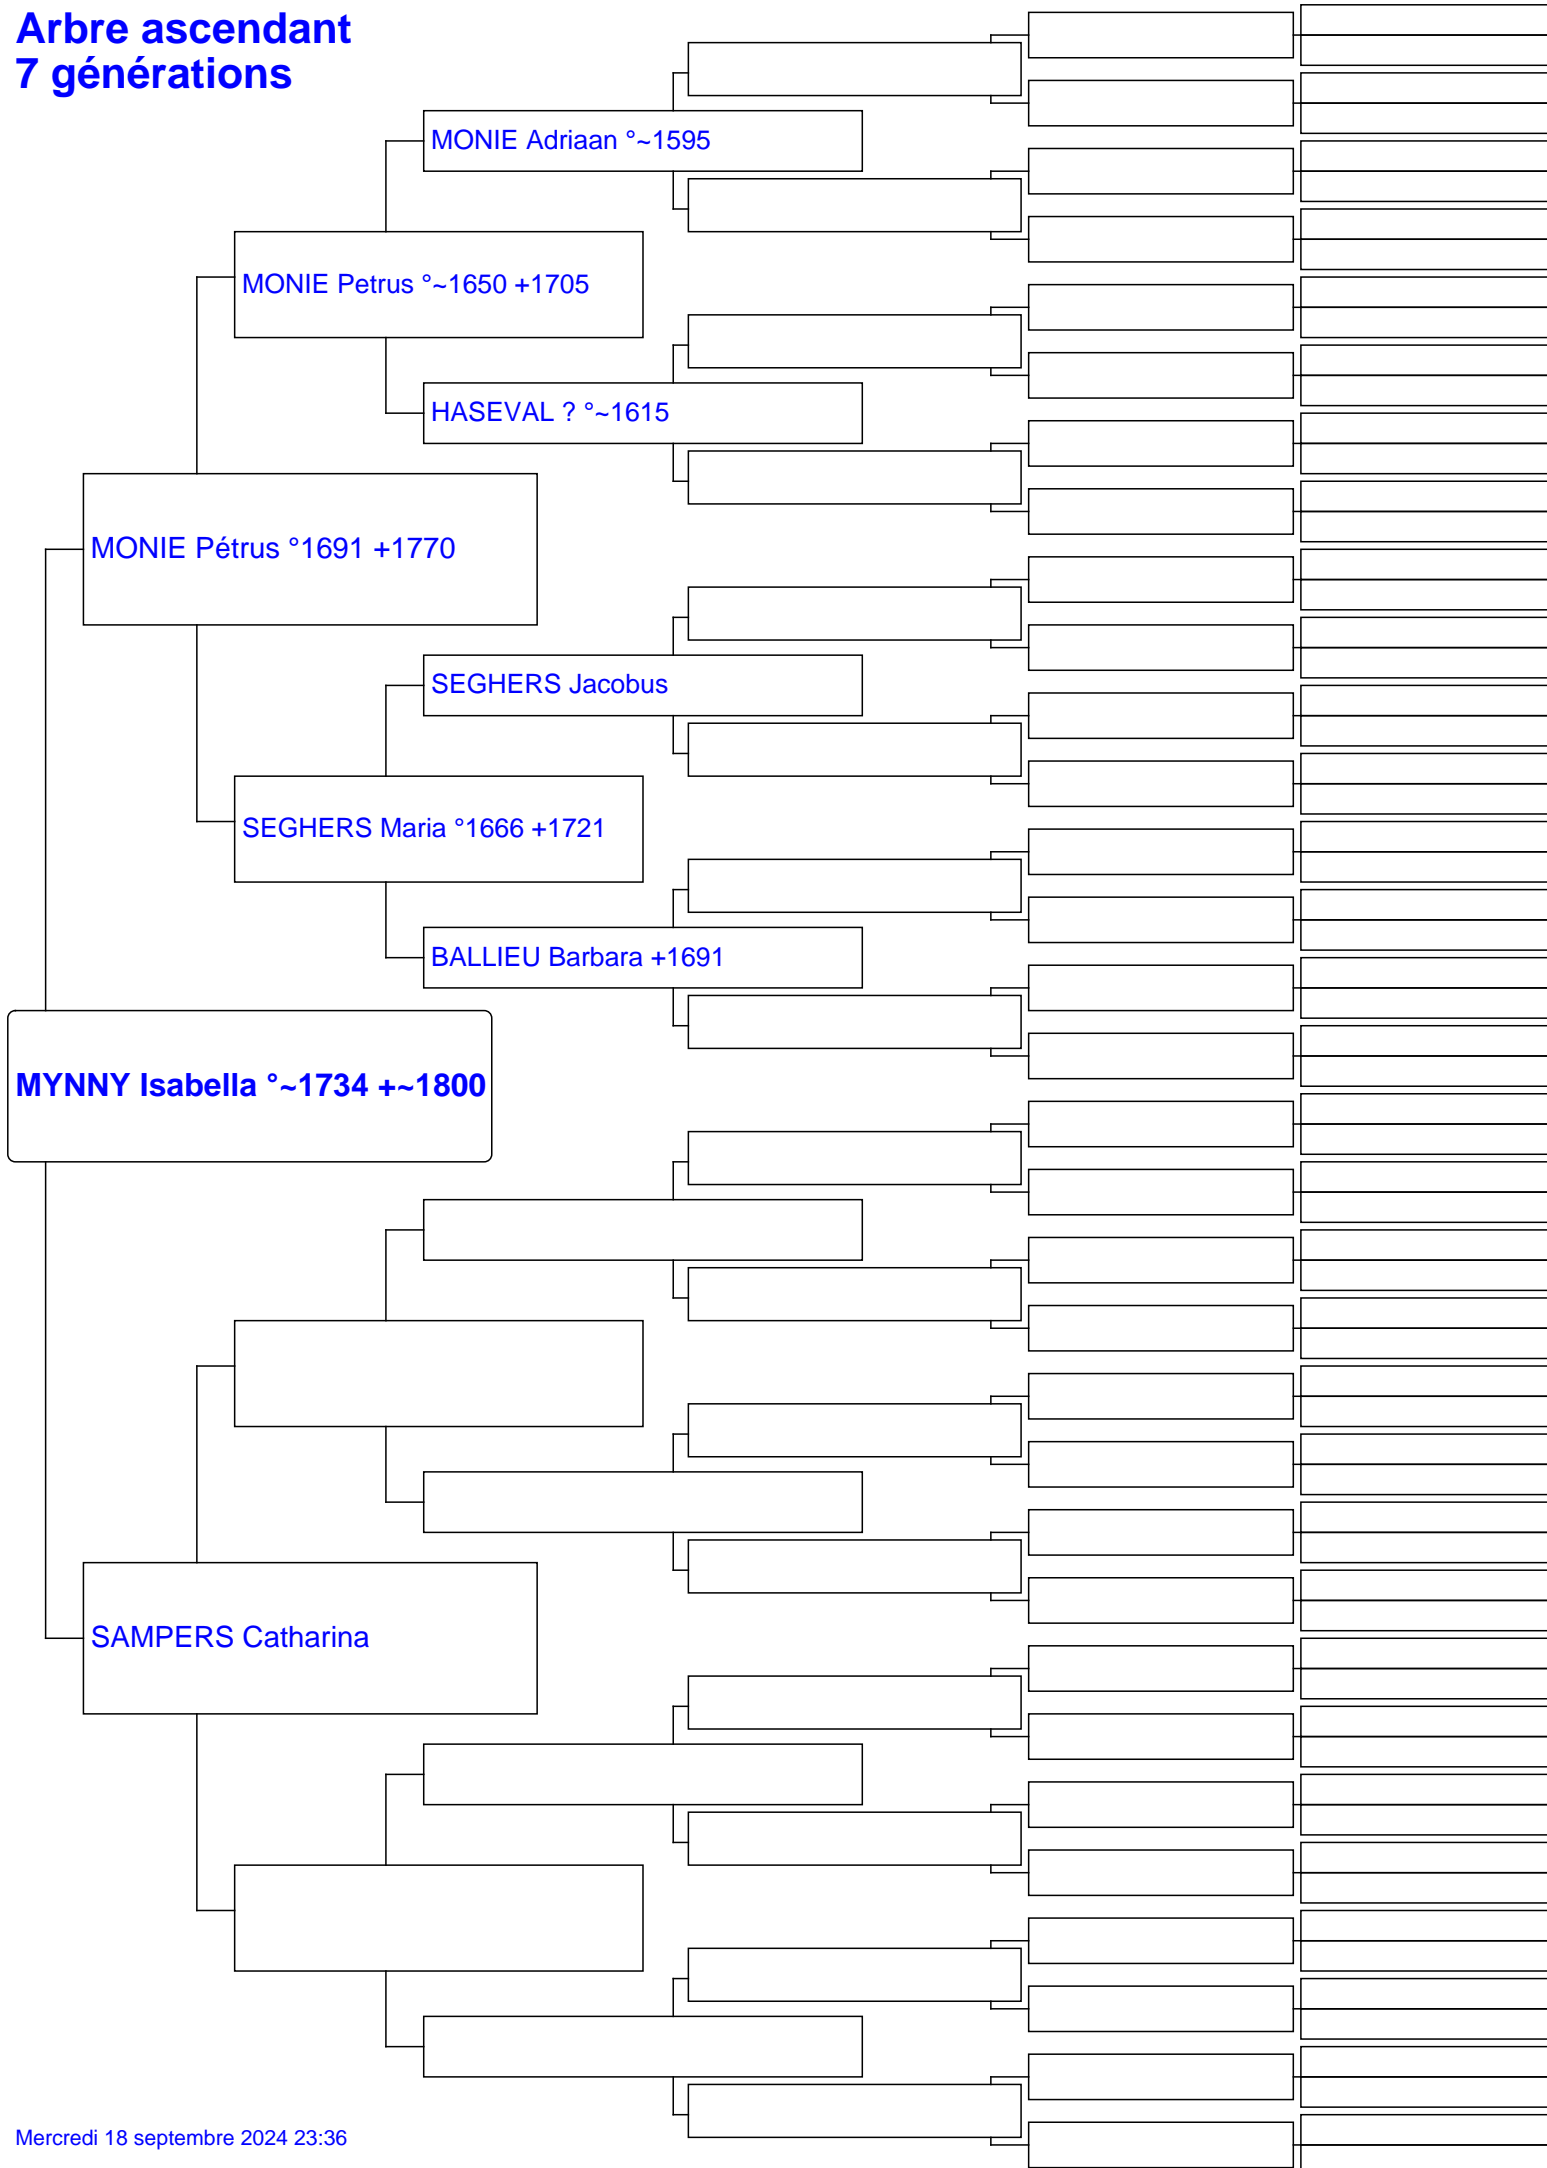 Arbre ascendant
7 générations
MONIE Adriaan °~1595
MONIE Petrus °~1650 +1705
HASEVAL ? °~1615
MONIE Pétrus °1691 +1770
SEGHERS Jacobus
SEGHERS Maria °1666 +1721
BALLIEU Barbara +1691
MYNNY Isabella °~1734 +~1800
SAMPERS Catharina
Mercredi 18 septembre 2024 23:36